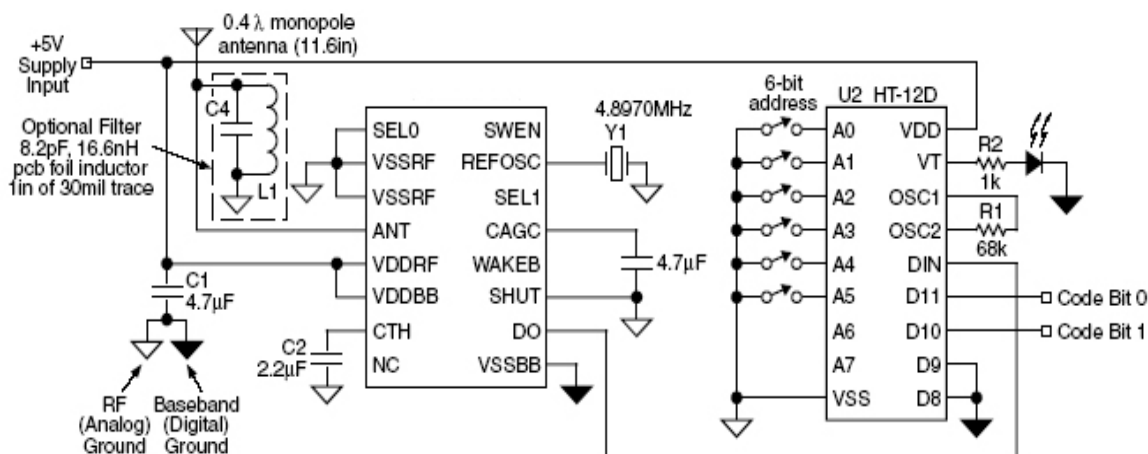 0.4 λ monopole
antenna (11.6in)
+5V
Supply
Input
Optional Filter
8.2pF, 16.6nH
pcb foil inductor
1in of 30mil trace
C4
L1
C1
4.7µF
C2
2.2µF
RF
(Analog)
Ground
Baseband
(Digital)
Ground
SEL0
VSSRF
VSSRF
ANT
VDDRF
VDDBB
CTH
NC
SWEN
REFOSC
SEL1
CAGC
WAKEB
SHUT
DO
VSSBB
4.8970MHz
Y1
4.7µF
6-bit
address
U2 HT-12D
A0
A1
A2
A3
A4
A5
A6
A7
VSS
VDD
VT
OSC1
OSC2
DIN
D11
D10
D9
D8
R2
1k
R1
68k
Code Bit 0
Code Bit 1